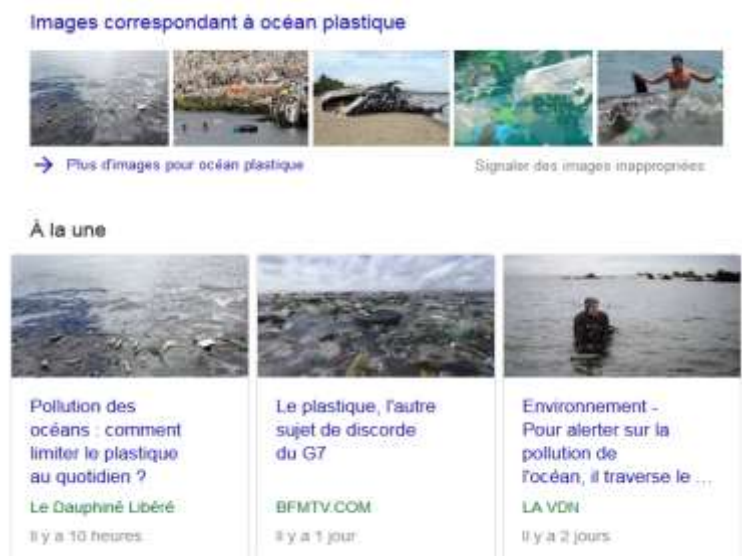 Images correspondant à océan plastique
Plus d'images pour océan plastique
Signaler des images inappropriées
À la une
Pollution des
océans : comment
limiter le plastique
au quotidien ?
Le Dauphiné Libéré
Il y a 10 heures
Le plastique, l'autre
sujet de discorde
du G7
BFMTV.COM
Il y a 1 jour
Environnement -
Pour alerter sur la
pollution de
l'océan, il traverse le ...
LA VDN
Il y a 2 jours